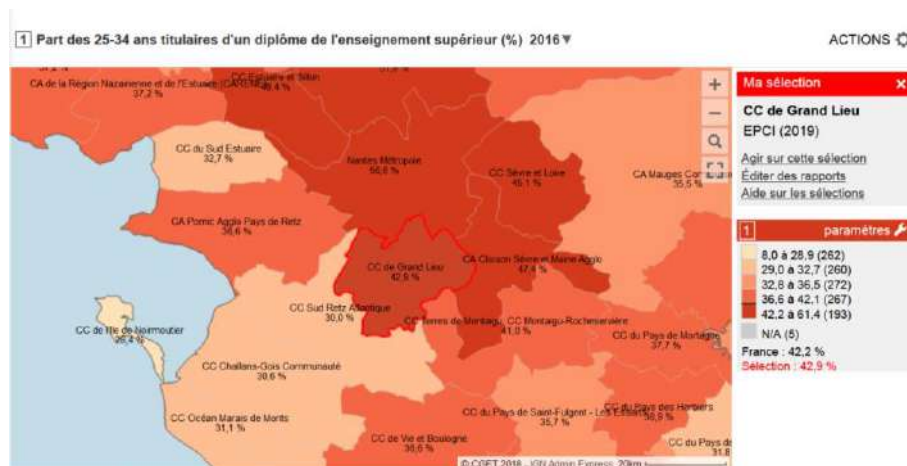 1 Part des 25-34 ans titulaires d'un diplôme de l'enseignement supérieur (%) 2016▼
ACTIONS
CA de la Région Nazairienne et de l'Estuaire (CARENE)
37,2 %
CC Estuaire et Sillon
CC du Sud Estuaire
32,7 %
Nantes Métropole
CC Sèvre et Loire
45,1 %
CA Mauges
35,5 %
CA Pornic Agglo Pays de Retz
36,6 %
CC de Grand Lieu
42,9 %
CA Clisson Sèvre et Maine Agglo
47,4 %
CC Sud Retz Atlantique
30,0 %
CC Terres de Montaigu, CC Montaigu-Rocheservière
41,0 %
CC de l'Ile de Noirmoutier
CC du Pays de Mortagne
37,7 %
CC Challans-Gois Communauté
30,6 %
CC Océan Marais de Monts
31,1 %
CC du Pays de Saint-Fulgent - Les Essarts
35,7 %
CC du Pays des Herbiers
CC de Vie et Boulogne
CC du Pays de
31,8
© CGET 2018 - IGN Admin Express 20km
+
−
Ma sélection ×
CC de Grand Lieu
EPCI (2019)
Agir sur cette sélection
Éditer des rapports
Aide sur les sélections
1 paramètres
8,0 à 28,9 (262)
29,0 à 32,7 (260)
32,8 à 36,5 (272)
36,6 à 42,1 (267)
42,2 à 61,4 (193)
N/A (5)
France : 42,2 %
Sélection : 42,9 %